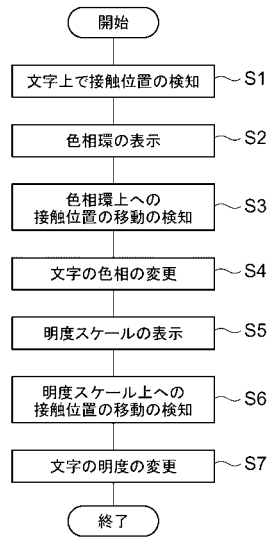 開始
文字上で接触位置の検知 S1
色相環の表示 S2
色相環上への
接触位置の移動の検知 S3
文字の色相の変更 S4
明度スケールの表示 S5
明度スケール上への
接触位置の移動の検知 S6
文字の明度の変更 S7
終了